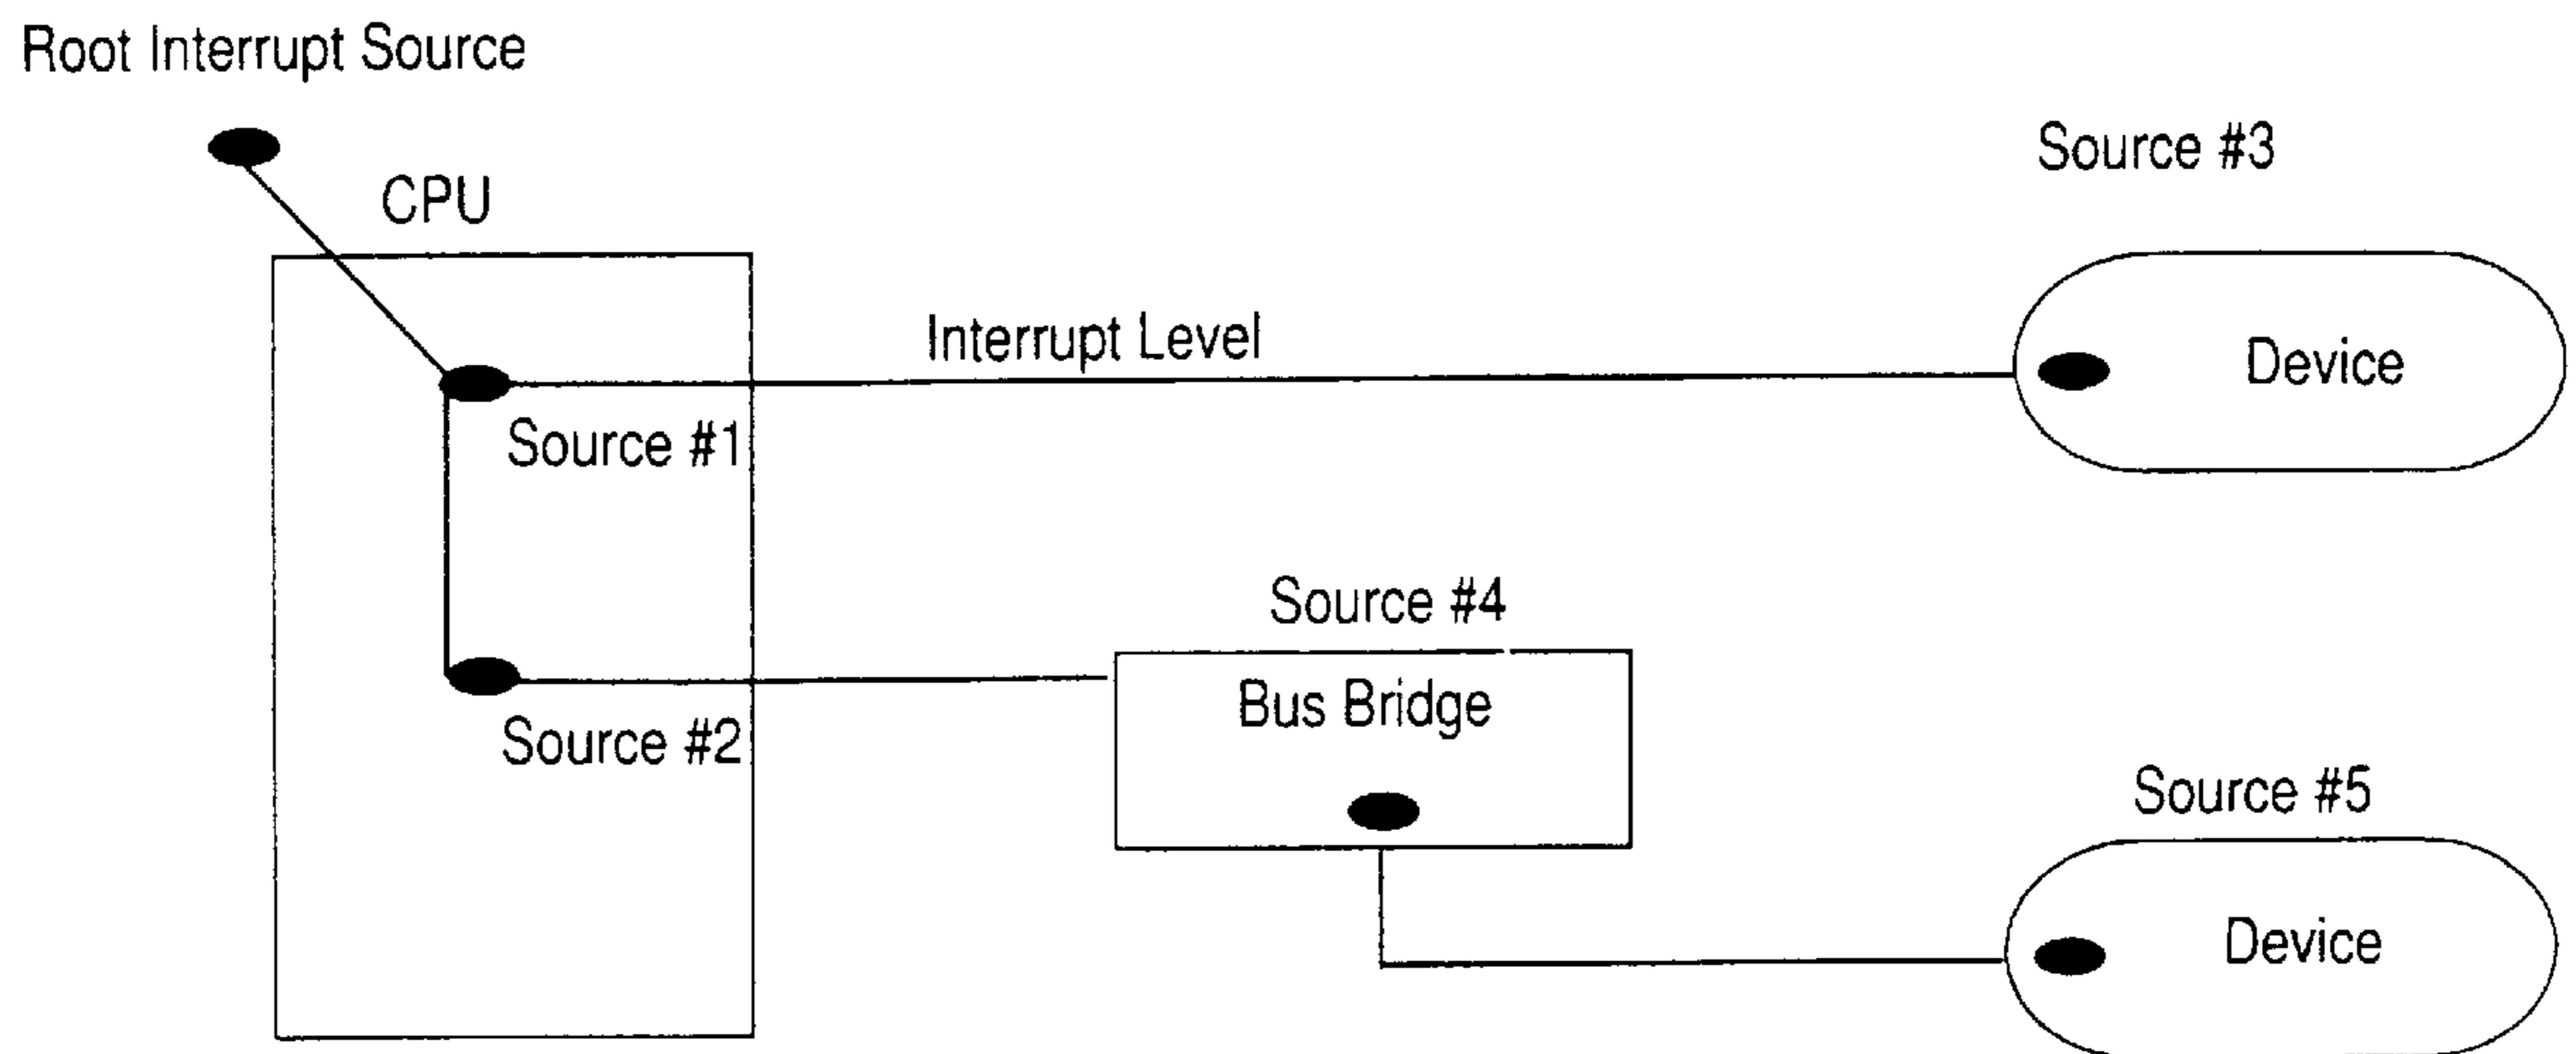 Root Interrupt Source
CPU
Source #3
Interrupt Level
Device
Source #1
Source #4
Bus Bridge
Source #2
Source #5
Device